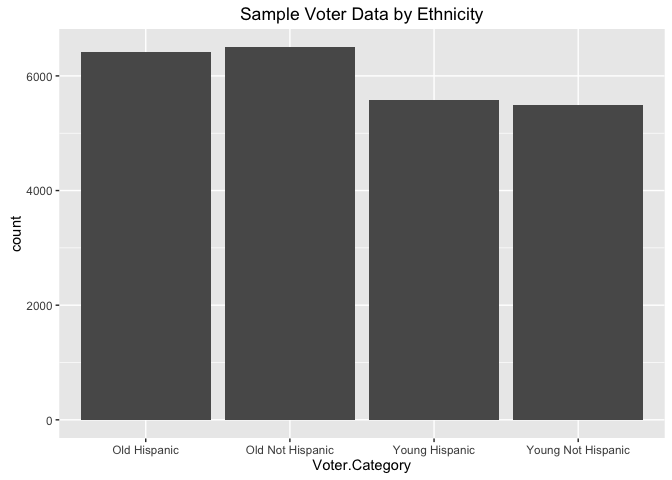 Sample Voter Data by Ethnicity
6000
4000
2000
0
count
Old Hispanic
Old Not Hispanic
Young Hispanic
Young Not Hispanic
Voter.Category